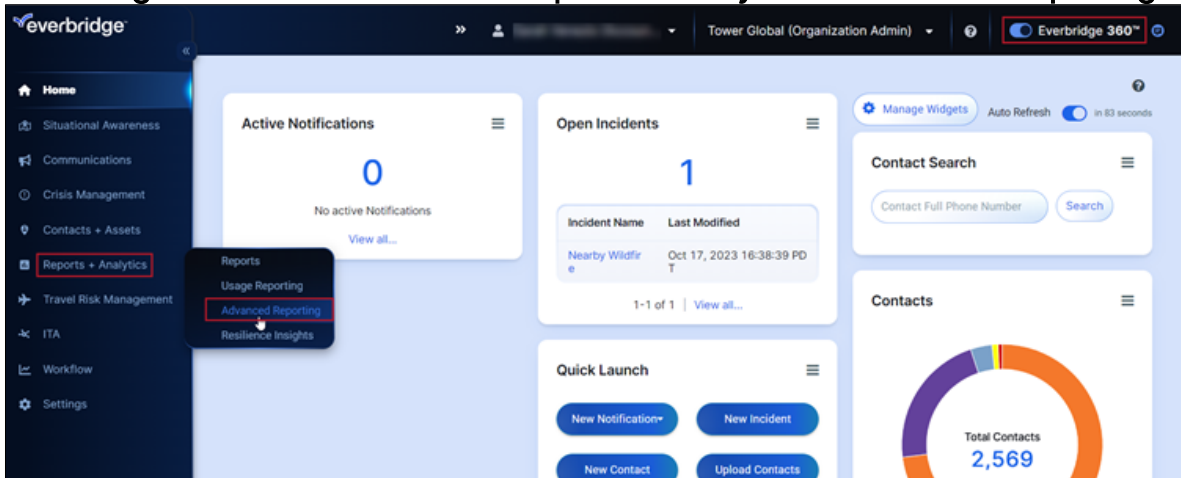 everbridge
»
Tower Global (Organization Admin)
Everbridge 360™
«
Home
Situational Awareness
Communications
Crisis Management
Contacts + Assets
Reports + Analytics
Travel Risk Management
ITA
Workflow
Settings
Reports
Usage Reporting
Advanced Reporting
Resilience Insights
Active Notifications
0
No active Notifications
View all...
Open Incidents
1
Incident Name Last Modified
Nearby Wildfir Oct 17, 2023 16:38:39 PD
e T
1-1 of 1 | View all...
Quick Launch
New Notification
New Incident
New Contact
Upload Contacts
Manage Widgets
Auto Refresh
in 83 seconds
Contact Search
Contact Full Phone Number
Search
Contacts
Total Contacts
2,569